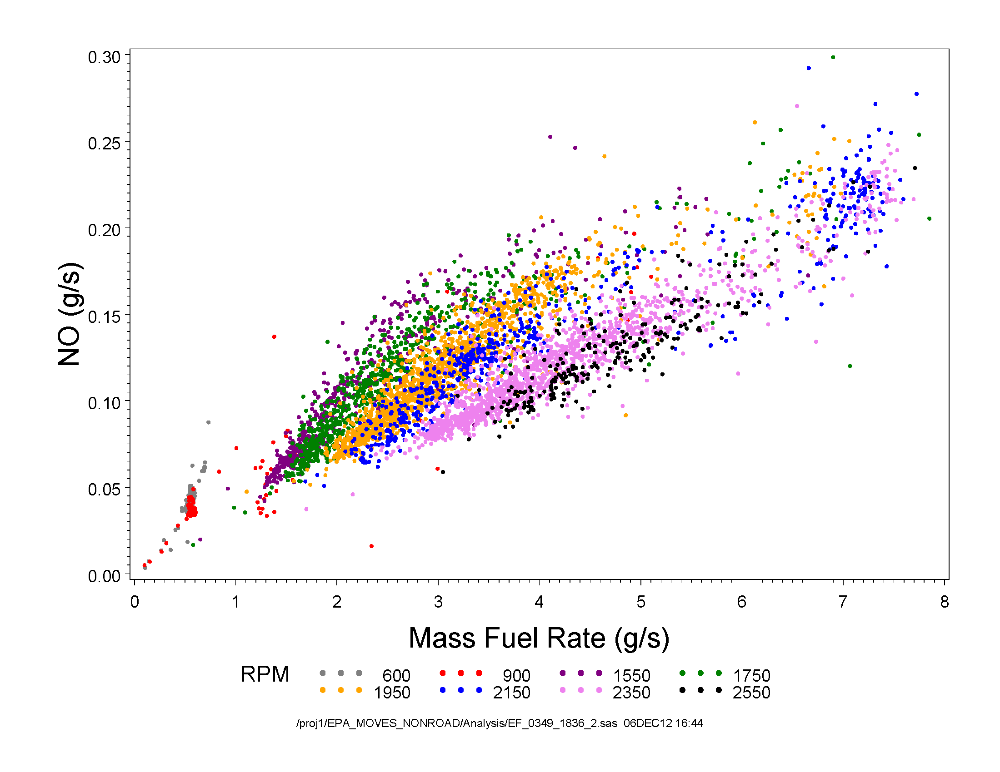 0.30
0.25
0.20
0.15
0.10
0.05
0.00
NO (g/s)
0 1 2 3 4 5 6 7 8
Mass Fuel Rate (g/s)
RPM 600 900 1550 1750
1950 2150 2350 2550
/proj1/EPA_MOVES_NONROAD/Analysis/EF_0349_1836_2.sas 06DEC12 16:44